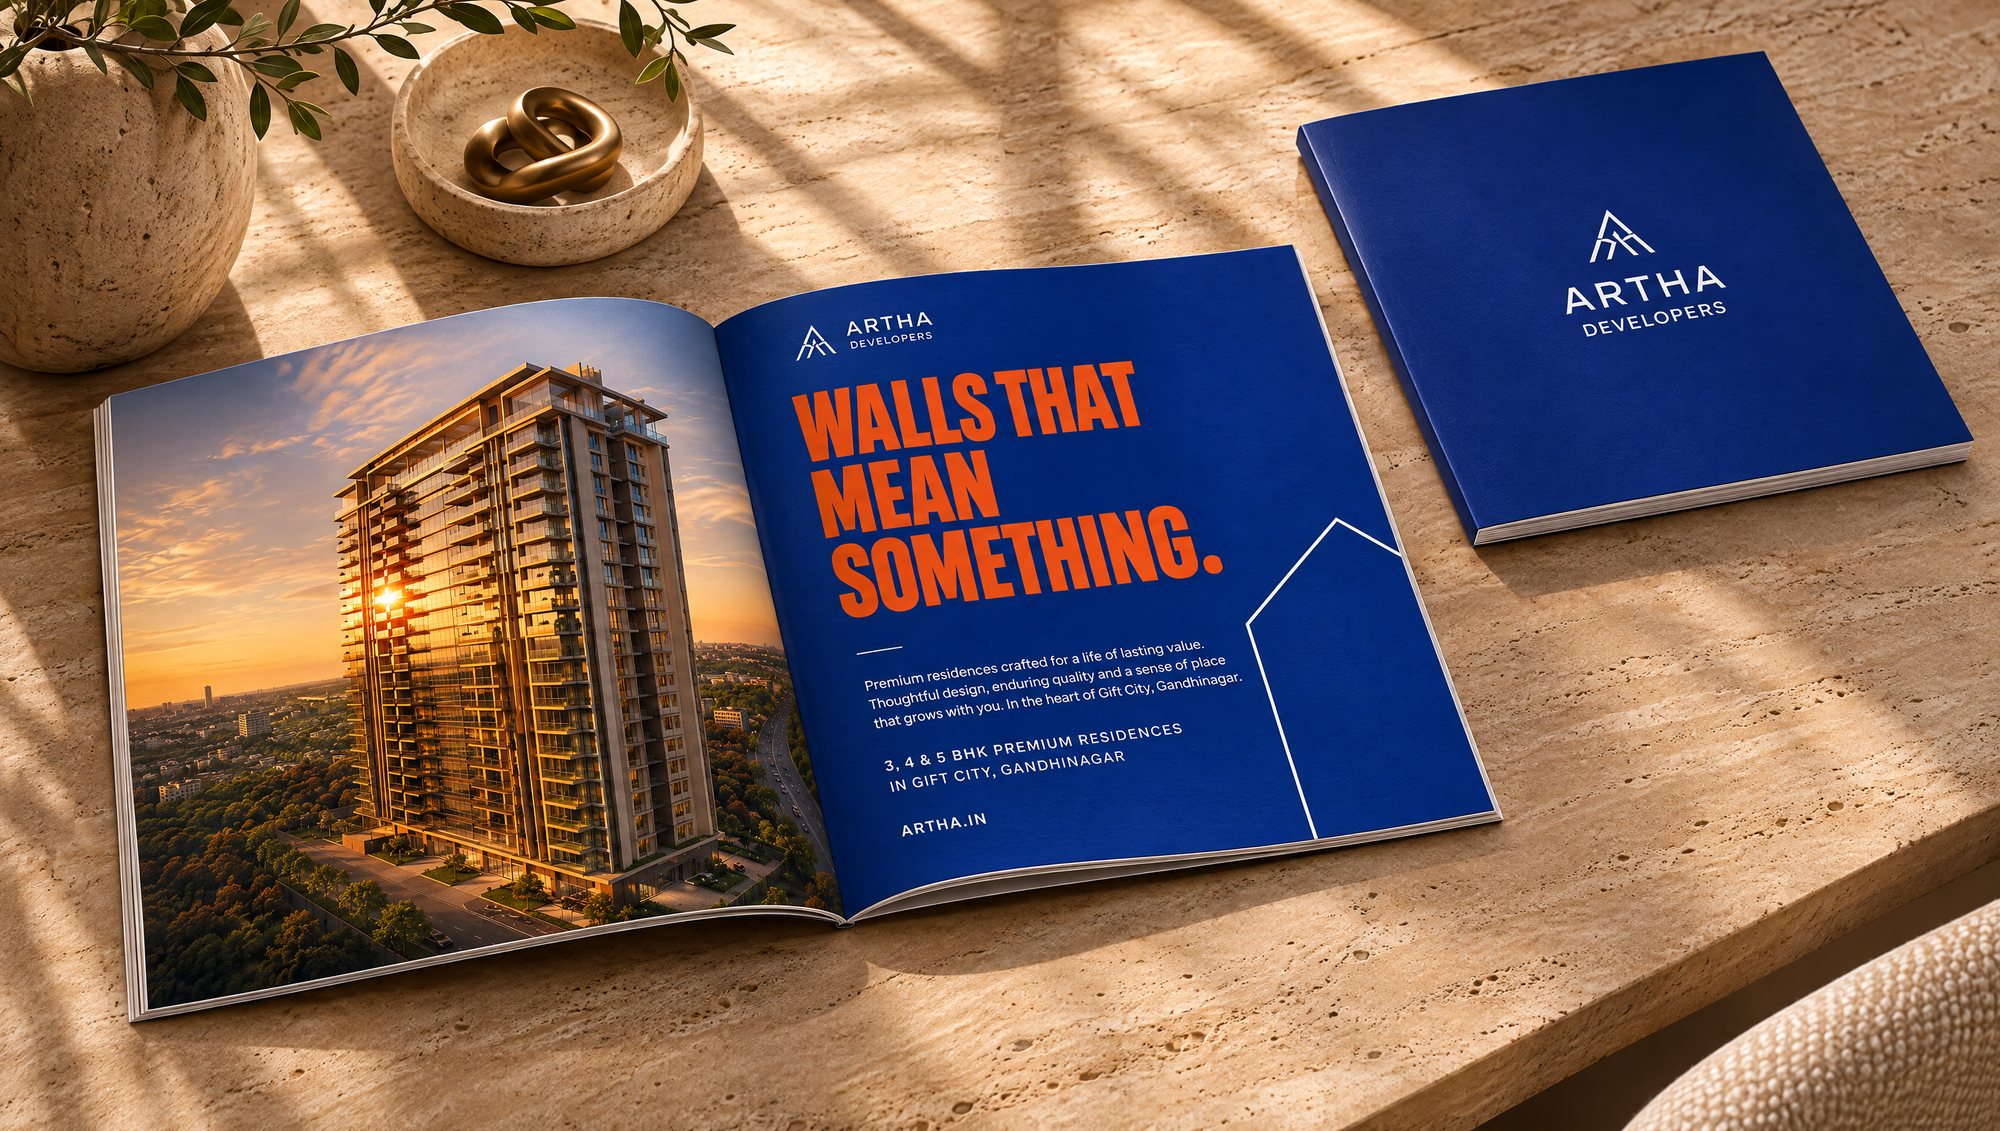 ARTHA
DEVELOPERS
WALLS THAT
MEAN
SOMETHING.
Premium residences crafted for a life of lasting value.
Thoughtful design, enduring quality and a sense of place
that grows with you. In the heart of Gift City, Gandhinagar.
3, 4 & 5 BHK PREMIUM RESIDENCES
IN GIFT CITY, GANDHINAGAR
ARTHA.IN
ARTHA
DEVELOPERS